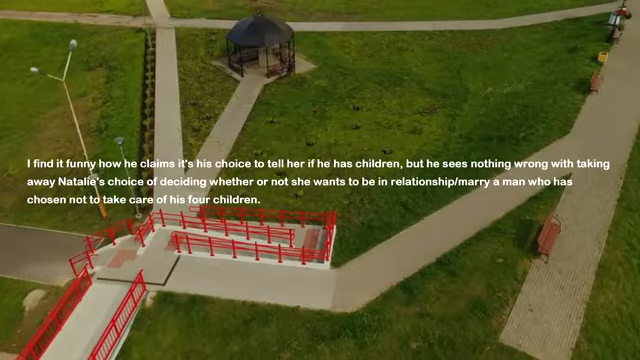 I find it funny how he claims it's his choice to tell her if he has children, but he sees nothing wrong with taking
away Natalie's choice of deciding whether or not she wants to be in relationship/marry a man who has
chosen not to take care of his four children.